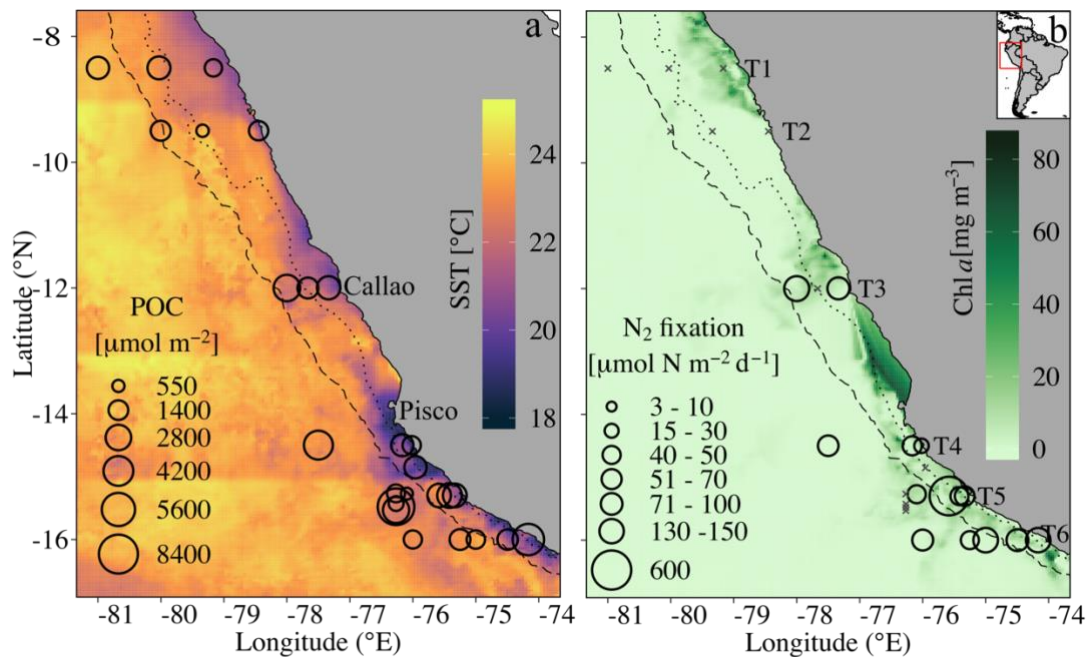 a
-8
-10
-12
-14
-16
Latitude (°N)
24
22
20
18
SST [°C]
Callao
Pisco
POC
[µmol m⁻²]
550
1400
2800
4200
5600
8400
-81
-80
-79
-78
-77
-76
-75
-74
Longitude (°E)
b
T1
T2
T3
T4
T5
T6
80
60
40
20
0
Chl a [mg m⁻³]
N₂ fixation
[µmol N m⁻² d⁻¹]
3 - 10
15 - 30
40 - 50
51 - 70
71 - 100
130 -150
600
-81
-80
-79
-78
-77
-76
-75
-74
Longitude (°E)